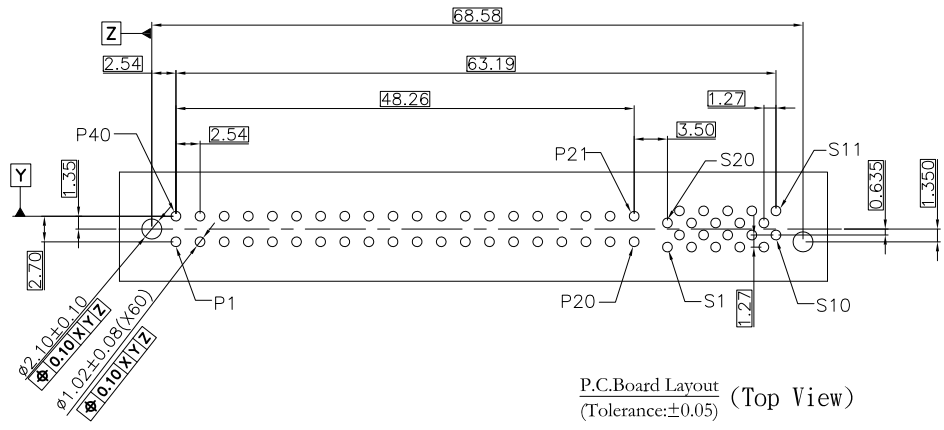 68.58
Z
2.54
63.19
48.26
1.27
P40
2.54
3.50
P21
S20
S11
Y
1.35
0.635
1.350
2.70
P1
P20
S1
1.27
S10
⌀2.10±0.10
⌖ 0.10 X Y Z
⌀1.02±0.08(X60)
⌖ 0.10 X Y Z
P.C.Board Layout
(Tolerance:±0.05)
(Top View)